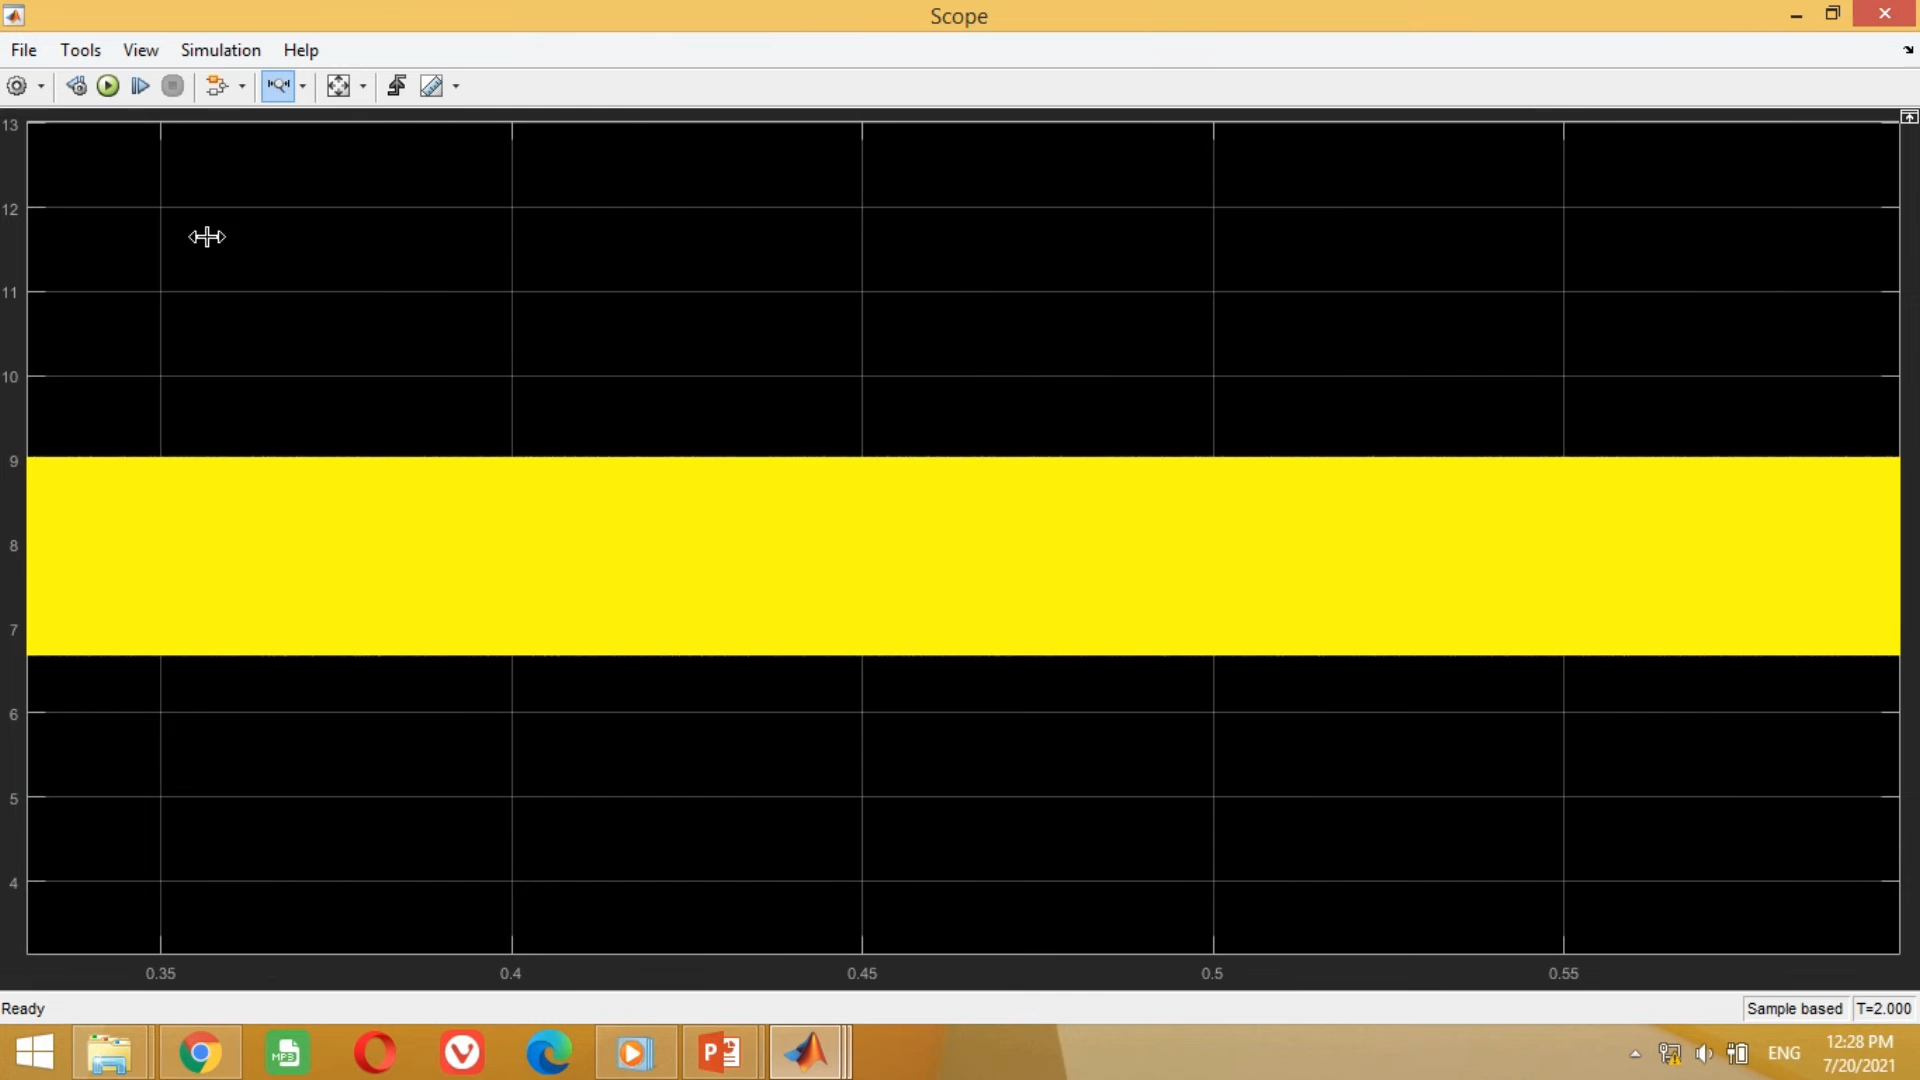 Scope
File Tools View Simulation Help
13
12
11
10
9
8
7
6
5
4
0.35 0.4 0.45 0.5 0.55
Ready Sample based T=2.000
MP3 P ENG 12:28 PM
7/20/2021